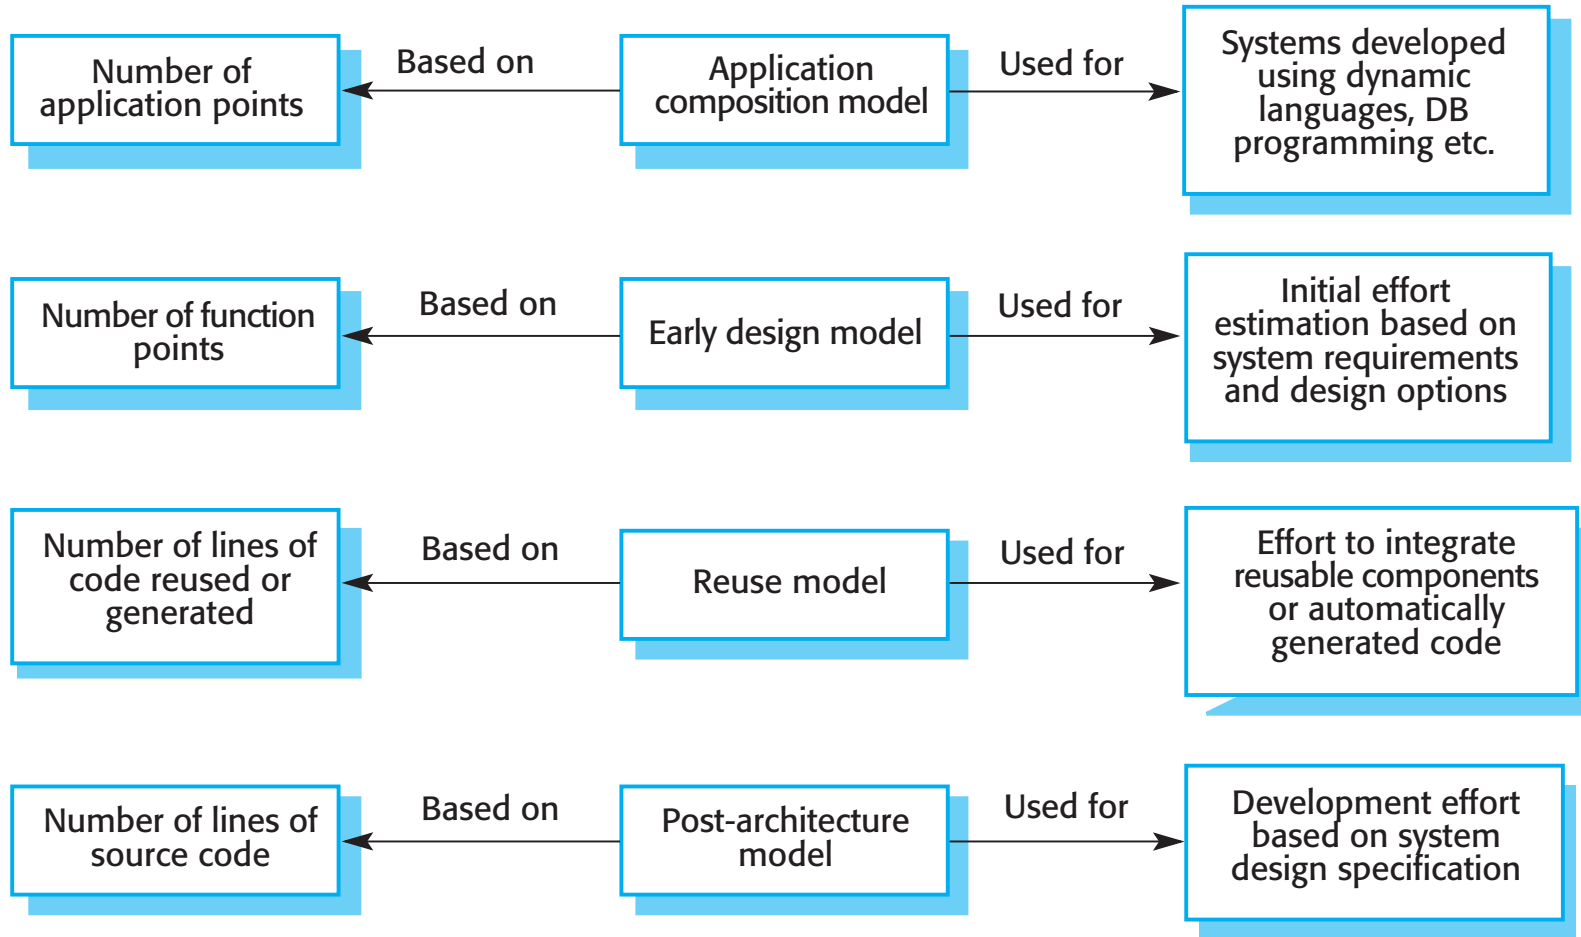 Number of
application points
Based on
Application
composition model
Used for
Systems developed
using dynamic
languages, DB
programming etc.
Number of function
points
Based on
Early design model
Used for
Initial effort
estimation based on
system requirements
and design options
Number of lines of
code reused or
generated
Based on
Reuse model
Used for
Effort to integrate
reusable components
or automatically
generated code
Number of lines of
source code
Based on
Post-architecture
model
Used for
Development effort
based on system
design specification